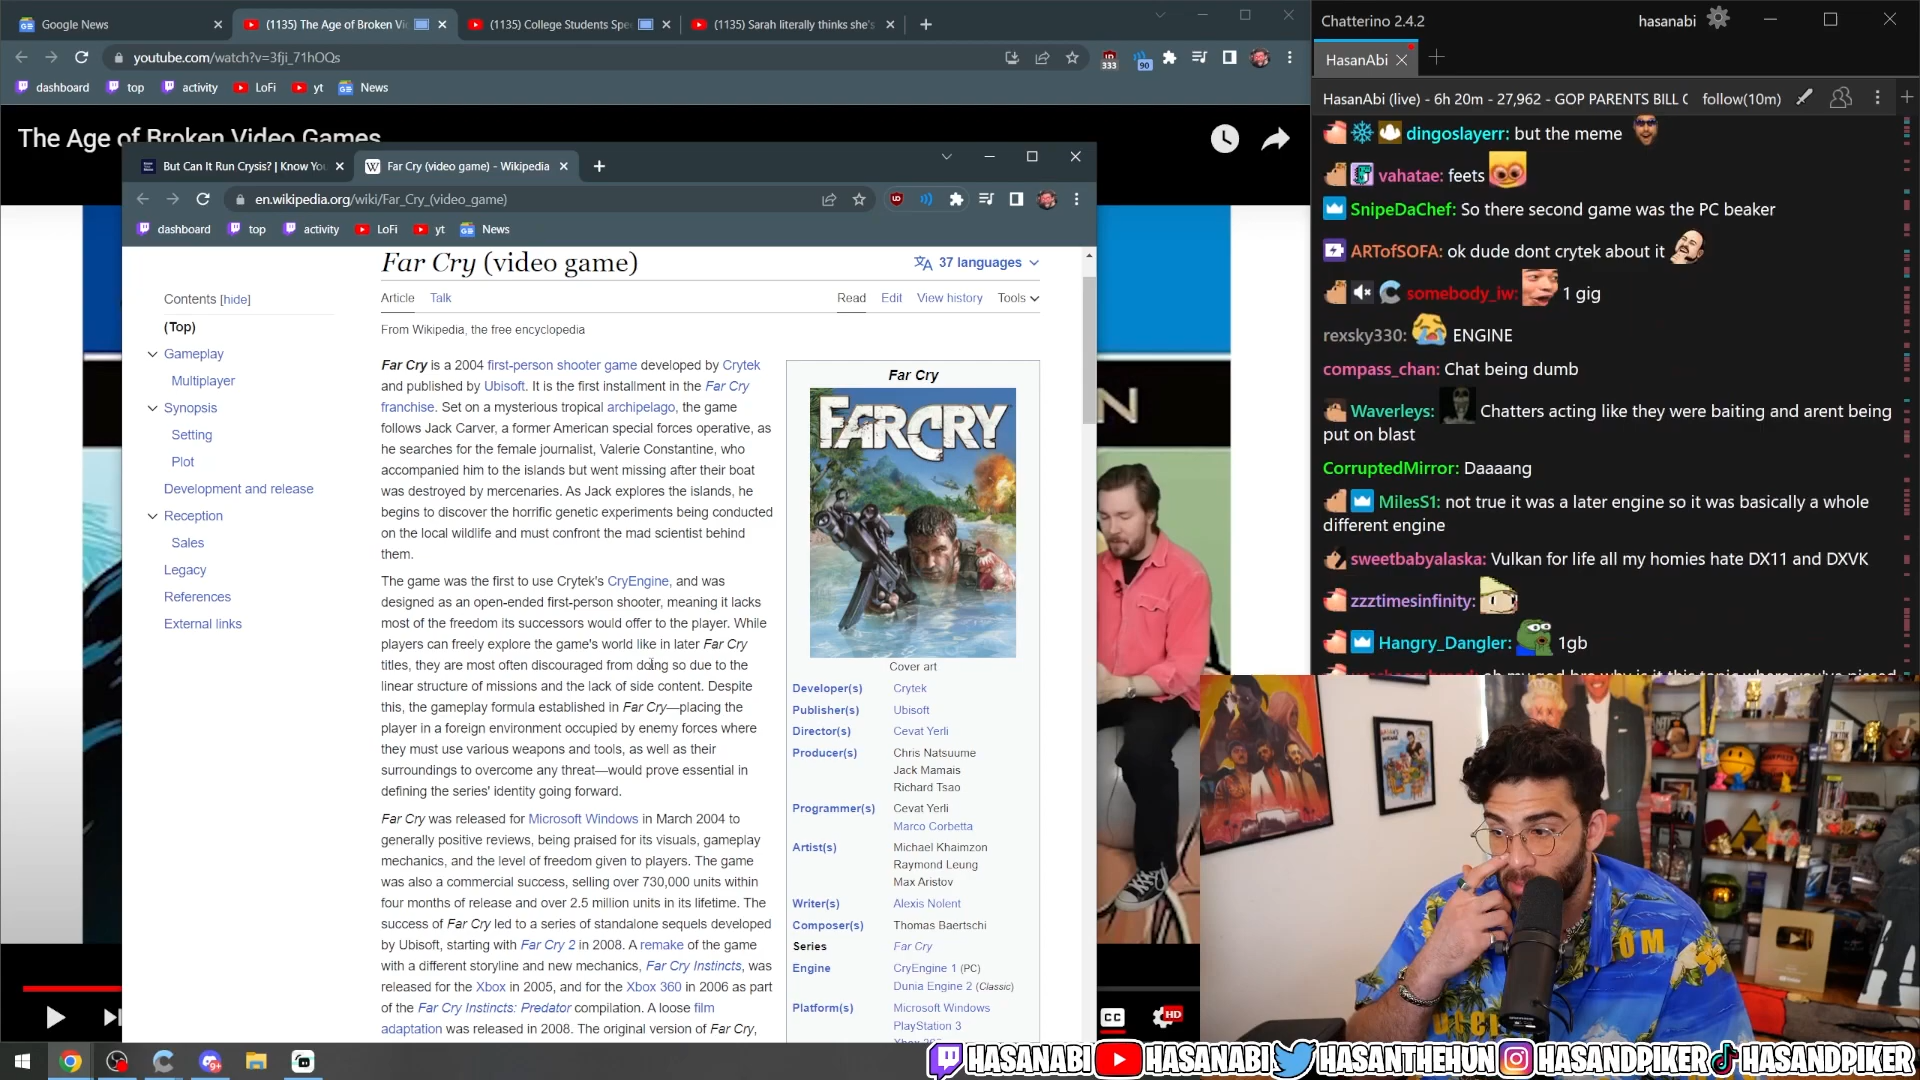 Google News
(1135) The Age of Broken Vi
(1135) College Students Spe
(1135) Sarah literally thinks she's
youtube.com/watch?v=3fji_71hOQs
333
90
dashboard
top
activity
LoFi
yt
News
The Age of Broken Video Games
But Can It Run Crysis? | Know Yo
Far Cry (video game) - Wikipedia
en.wikipedia.org/wiki/Far_Cry_(video_game)
dashboard
top
activity
LoFi
yt
News
Far Cry (video game)
37 languages
Article
Talk
Read
Edit
View history
Tools
From Wikipedia, the free encyclopedia
Contents [hide]
(Top)
Gameplay
Multiplayer
Synopsis
Setting
Plot
Development and release
Reception
Sales
Legacy
References
External links
Far Cry is a 2004 first-person shooter game developed by Crytek
and published by Ubisoft. It is the first installment in the Far Cry
franchise. Set on a mysterious tropical archipelago, the game
follows Jack Carver, a former American special forces operative, as
he searches for the female journalist, Valerie Constantine, who
accompanied him to the islands but went missing after their boat
was destroyed by mercenaries. As Jack explores the islands, he
begins to discover the horrific genetic experiments being conducted
on the local wildlife and must confront the mad scientist behind
them.
The game was the first to use Crytek's CryEngine, and was
designed as an open-ended first-person shooter, meaning it lacks
most of the freedom its successors would offer to the player. While
players can freely explore the game's world like in later Far Cry
titles, they are most often discouraged from doing so due to the
linear structure of missions and the lack of side content. Despite
this, the gameplay formula established in Far Cry—placing the
player in a foreign environment occupied by enemy forces where
they must use various weapons and tools, as well as their
surroundings to overcome any threat—would prove essential in
defining the series' identity going forward.
Far Cry was released for Microsoft Windows in March 2004 to
generally positive reviews, being praised for its visuals, gameplay
mechanics, and the level of freedom given to players. The game
was also a commercial success, selling over 730,000 units within
four months of release and over 2.5 million units in its lifetime. The
success of Far Cry led to a series of standalone sequels developed
by Ubisoft, starting with Far Cry 2 in 2008. A remake of the game
with a different storyline and new mechanics, Far Cry Instincts, was
released for the Xbox in 2005, and for the Xbox 360 in 2006 as part
of the Far Cry Instincts: Predator compilation. A loose film
adaptation was released in 2008. The original version of Far Cry,
Far Cry
FARCRY
Cover art
Developer(s) Crytek
Publisher(s) Ubisoft
Director(s) Cevat Yerli
Producer(s) Chris Natsuume
Jack Mamais
Richard Tsao
Programmer(s) Cevat Yerli
Marco Corbetta
Artist(s) Michael Khaimzon
Raymond Leung
Max Aristov
Writer(s) Alexis Nolent
Composer(s) Thomas Baertschi
Series Far Cry
Engine CryEngine 1 (PC)
Dunia Engine 2 (Classic)
Platform(s) Microsoft Windows
PlayStation 3
N
CC
HD
Chatterino 2.4.2
hasanabi
HasanAbi
HasanAbi (live) - 6h 20m - 27,962 - GOP PARENTS BILL
follow(10m)
dingoslayerr: but the meme
vahatae: feets
SnipeDaChef: So there second game was the PC beaker
ARTofSOFA: ok dude dont crytek about it
somebody_iw: 1 gig
rexsky330: ENGINE
compass_chan: Chat being dumb
Waverleys: Chatters acting like they were baiting and arent being
put on blast
CorruptedMirror: Daaaang
MilesS1: not true it was a later engine so it was basically a whole
different engine
sweetbabyalaska: Vulkan for life all my homies hate DX11 and DXVK
zzztimesinfinity:
Hangry_Dangler: 1gb
HASANABI HASANABI HASANTHEHUN HASANDPIKER HASANDPIKER